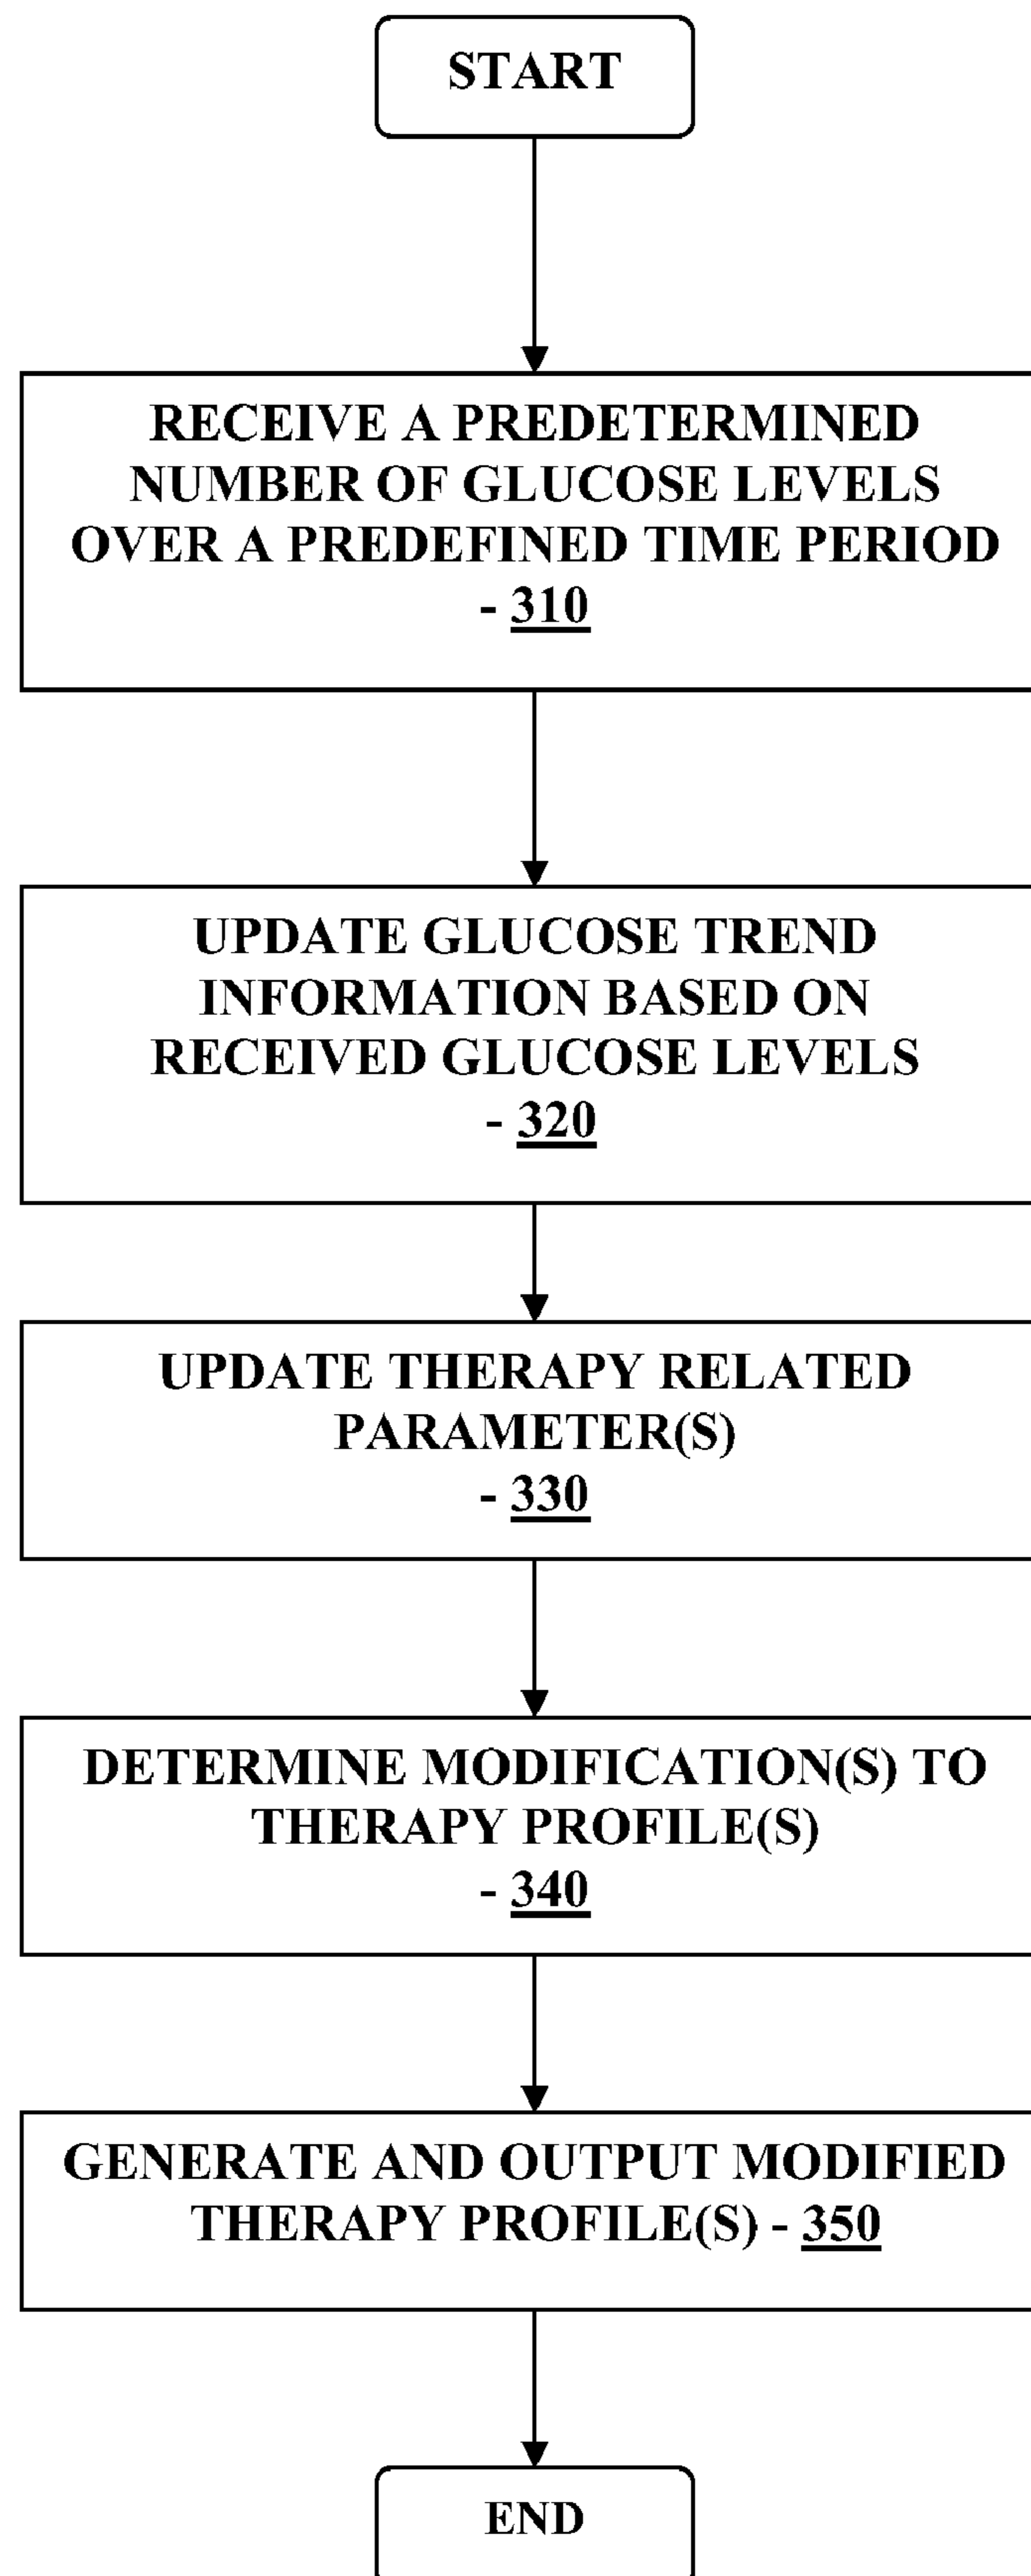 START
RECEIVE A PREDETERMINED
NUMBER OF GLUCOSE LEVELS
OVER A PREDEFINED TIME PERIOD
- 310
UPDATE GLUCOSE TREND
INFORMATION BASED ON
RECEIVED GLUCOSE LEVELS
- 320
UPDATE THERAPY RELATED
PARAMETER(S)
- 330
DETERMINE MODIFICATION(S) TO
THERAPY PROFILE(S)
- 340
GENERATE AND OUTPUT MODIFIED
THERAPY PROFILE(S) - 350
END